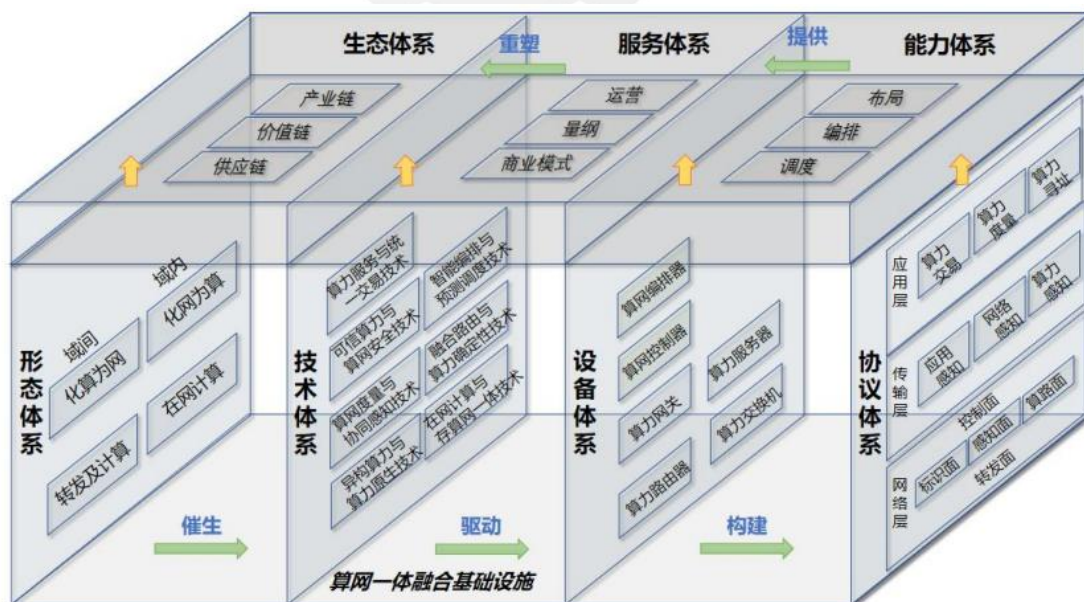 生态体系
重塑
服务体系
提供
能力体系
产业链
价值链
供应链
运营
量纲
商业模式
布局
编排
调度
形态体系
域内
化网为算
域间
化算为网
在网计算
转发及计算
技术体系
算力服务与统
一交易技术
智能编排与
预测调度技术
可信算力与
算网安全技术
融合路由与
算力确定性技术
算网度量与
协同感知技术
在网计算与
存算网一体技术
异构算力与
算力原生技术
设备体系
算网编排器
算网控制器
算力服务器
算力网关
算力交换机
算力路由器
协议体系
应用层
算力
交易
算力
度量
算力
寻址
传输层
应用
感知
网络
感知
算力
感知
网络层
控制面
标识面
感知面
算路面
转发面
催生
驱动
构建
算网一体融合基础设施